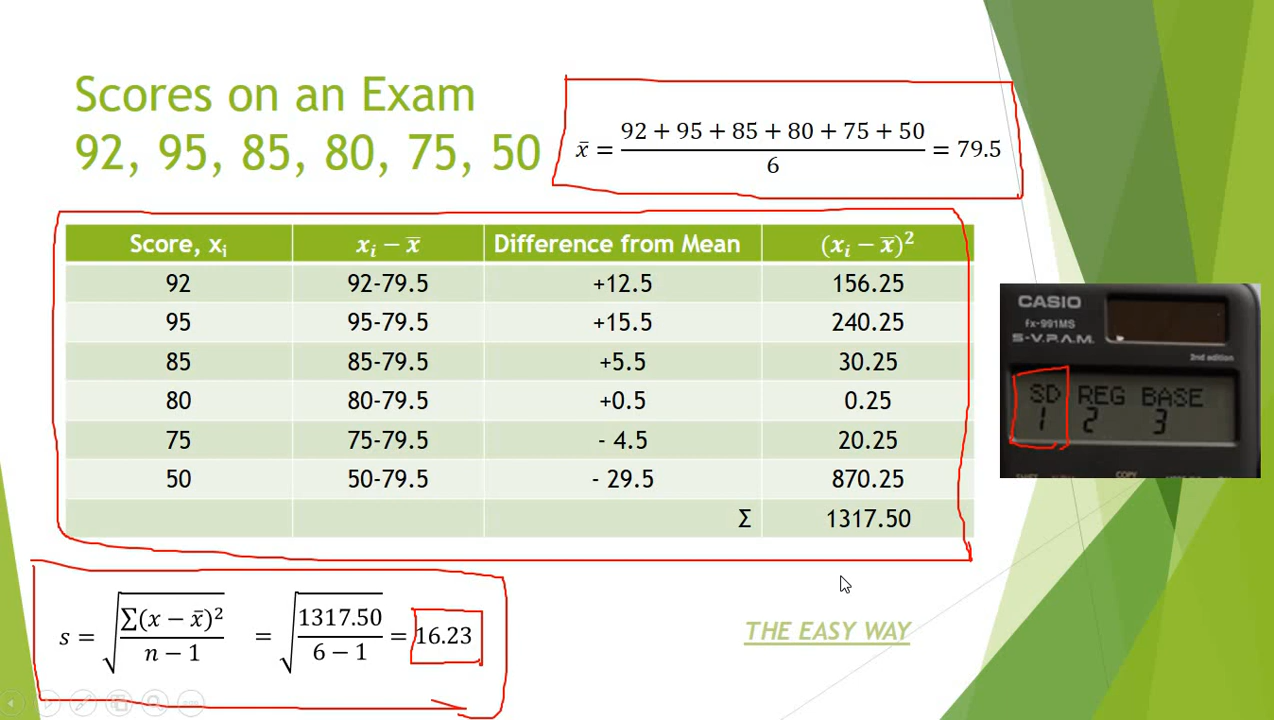 Scores on an Exam
92, 95, 85, 80, 75, 50
x̄ = (92 + 95 + 85 + 80 + 75 + 50)/6 = 79.5
Score, xᵢ xᵢ − x̄ Difference from Mean (xᵢ − x̄)²
92 92-79.5 +12.5 156.25
95 95-79.5 +15.5 240.25
85 85-79.5 +5.5 30.25
80 80-79.5 +0.5 0.25
75 75-79.5 - 4.5 20.25
50 50-79.5 - 29.5 870.25
Σ 1317.50
CASIO
fx-991MS
S-V.P.A.M.
2nd edition
SD REG BASE
1 2 3
COPY
s = √(∑(x − x̄)²/(n − 1)) = √(1317.50/(6 − 1)) = 16.23
THE EASY WAY